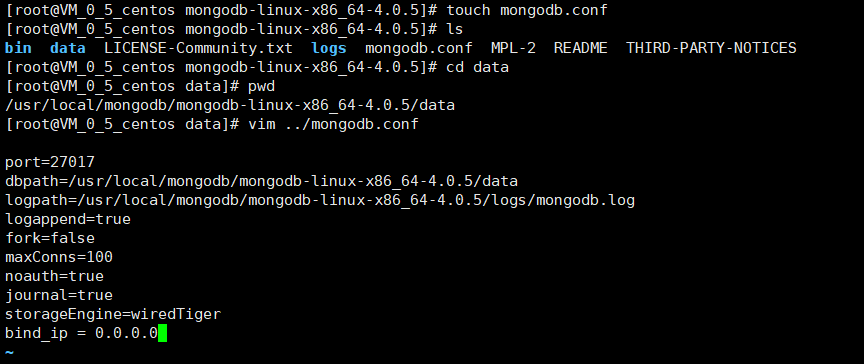 [root@VM_0_5_centos mongodb-linux-x86_64-4.0.5]# touch mongodb.conf
[root@VM_0_5_centos mongodb-linux-x86_64-4.0.5]# ls
bin  data  LICENSE-Community.txt  logs  mongodb.conf  MPL-2  README  THIRD-PARTY-NOTICES
[root@VM_0_5_centos mongodb-linux-x86_64-4.0.5]# cd data
[root@VM_0_5_centos data]# pwd
/usr/local/mongodb/mongodb-linux-x86_64-4.0.5/data
[root@VM_0_5_centos data]# vim ../mongodb.conf
port=27017
dbpath=/usr/local/mongodb/mongodb-linux-x86_64-4.0.5/data
logpath=/usr/local/mongodb/mongodb-linux-x86_64-4.0.5/logs/mongodb.log
logappend=true
fork=false
maxConns=100
noauth=true
journal=true
storageEngine=wiredTiger
bind_ip = 0.0.0.0
~